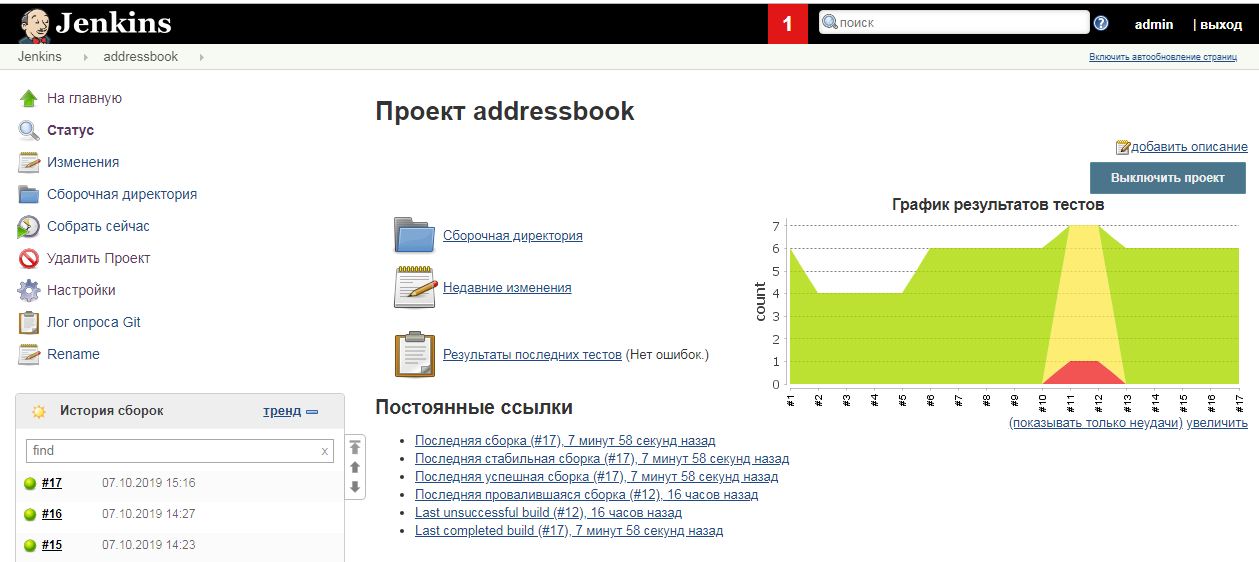 Jenkins
1
поиск
admin
| выход
Jenkins
addressbook
Включить автообновление страниц
На главную
Статус
Изменения
Сборочная директория
Собрать сейчас
Удалить Проект
Настройки
Лог опроса Git
Rename
История сборок
тренд
find
x
#17
07.10.2019 15:16
#16
07.10.2019 14:27
#15
07.10.2019 14:23
Проект addressbook
добавить описание
Выключить проект
Сборочная директория
Недавние изменения
Результаты последних тестов (Нет ошибок.)
График результатов тестов
count
7
6
5
4
3
2
1
0
#1
#2
#3
#4
#5
#6
#7
#8
#9
#10
#11
#12
#13
#14
#15
#16
#17
(показывать только неудачи) увеличить
Постоянные ссылки
Последняя сборка (#17), 7 минут 58 секунд назад
Последняя стабильная сборка (#17), 7 минут 58 секунд назад
Последняя успешная сборка (#17), 7 минут 58 секунд назад
Последняя провалившаяся сборка (#12), 16 часов назад
Last unsuccessful build (#12), 16 часов назад
Last completed build (#17), 7 минут 58 секунд назад